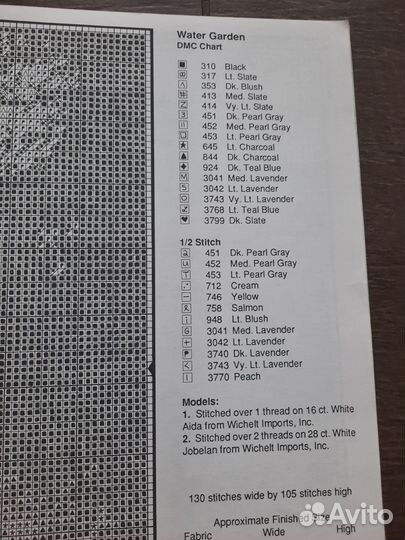 Water Garden
DMC Chart
310 Black
317 Lt. Slate
353 Dk. Blush
413 Med. Slate
414 Vy. Lt. Slate
451 Dk. Pearl Gray
452 Med. Pearl Gray
453 Lt. Pearl Gray
645 Lt. Charcoal
844 Dk. Charcoal
924 Dk. Teal Blue
3041 Med. Lavender
3042 Lt. Lavender
3743 Vy. Lt. Lavender
3768 Lt. Teal Blue
3799 Dk. Slate
1/2 Stitch
451 Dk. Pearl Gray
452 Med. Pearl Gray
453 Lt. Pearl Gray
712 Cream
746 Yellow
758 Salmon
948 Lt. Blush
3041 Med. Lavender
3042 Lt. Lavender
3740 Dk. Lavender
3743 Vy. Lt. Lavender
3770 Peach
Models:
1. Stitched over 1 thread on 16 ct. White
Aida from Wichelt Imports, Inc.
2. Stitched over 2 threads on 28 ct. White
Jobelan from Wichelt Imports, Inc.
130 stitches wide by 105 stitches high
Approximate Finished Size
Fabric Wide High
Avito